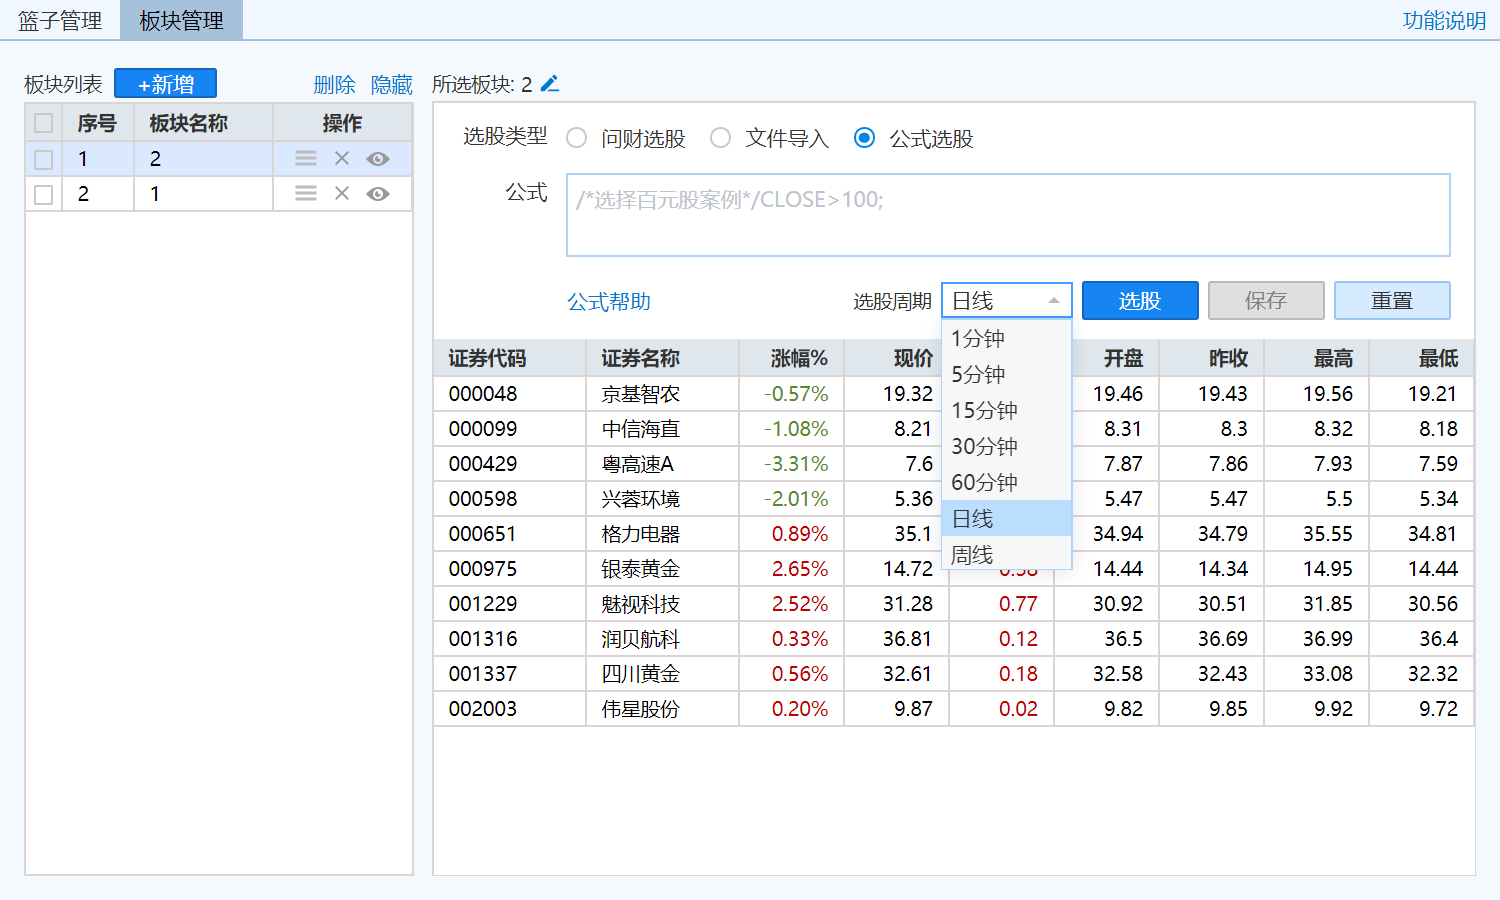 篮子管理 板块管理 功能说明
板块列表 +新增 删除 隐藏 所选板块: 2
序号 板块名称 操作
1 2
2 1
选股类型 问财选股 文件导入 公式选股
公式 /*选择百元股案例*/CLOSE>100;
公式帮助 选股周期 日线 选股 保存 重置
1分钟
5分钟
15分钟
30分钟
60分钟
日线
周线
证券代码 证券名称 涨幅% 现价 开盘 昨收 最高 最低
000048 京基智农 -0.57% 19.32 19.46 19.43 19.56 19.21
000099 中信海直 -1.08% 8.21 8.31 8.3 8.32 8.18
000429 粤高速A -3.31% 7.6 7.87 7.86 7.93 7.59
000598 兴蓉环境 -2.01% 5.36 5.47 5.47 5.5 5.34
000651 格力电器 0.89% 35.1 34.94 34.79 35.55 34.81
000975 银泰黄金 2.65% 14.72 14.44 14.34 14.95 14.44
001229 魅视科技 2.52% 31.28 0.77 30.92 30.51 31.85 30.56
001316 润贝航科 0.33% 36.81 0.12 36.5 36.69 36.99 36.4
001337 四川黄金 0.56% 32.61 0.18 32.58 32.43 33.08 32.32
002003 伟星股份 0.20% 9.87 0.02 9.82 9.85 9.92 9.72